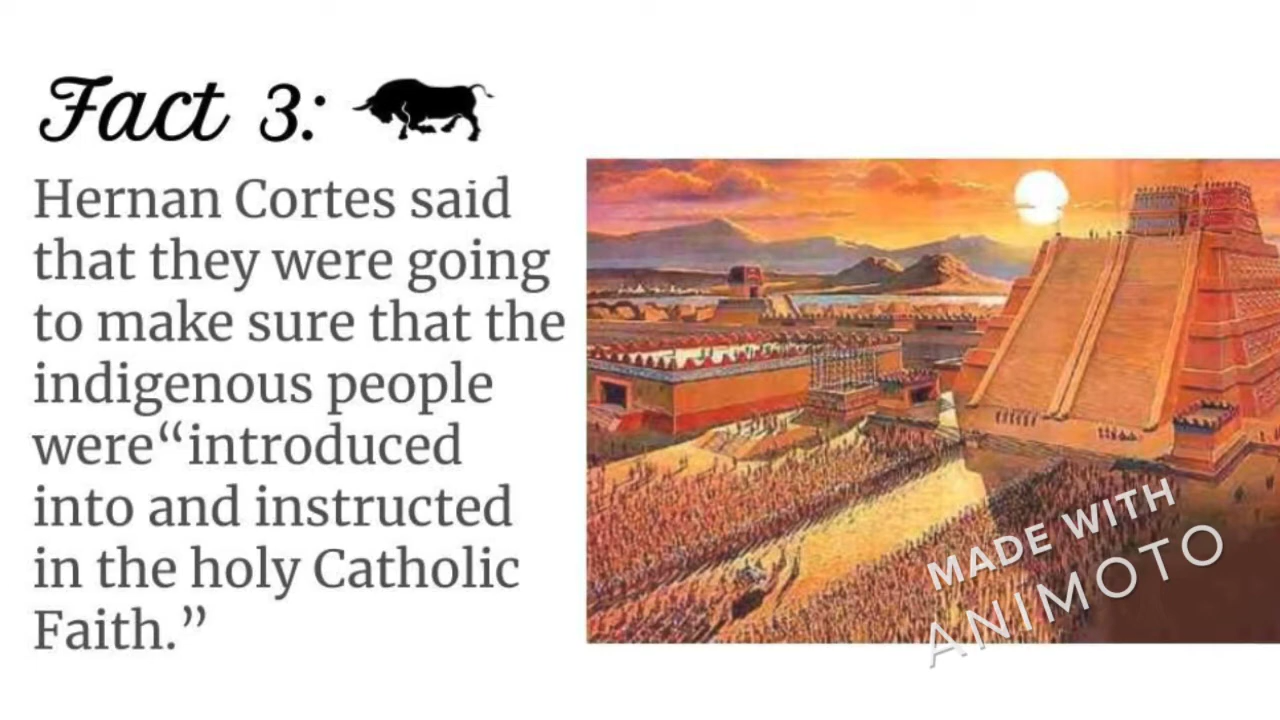 Fact 3:
Hernan Cortes said
that they were going
to make sure that the
indigenous people
were“introduced
into and instructed
in the holy Catholic
Faith.”
MADE WITH
ANIMOTO